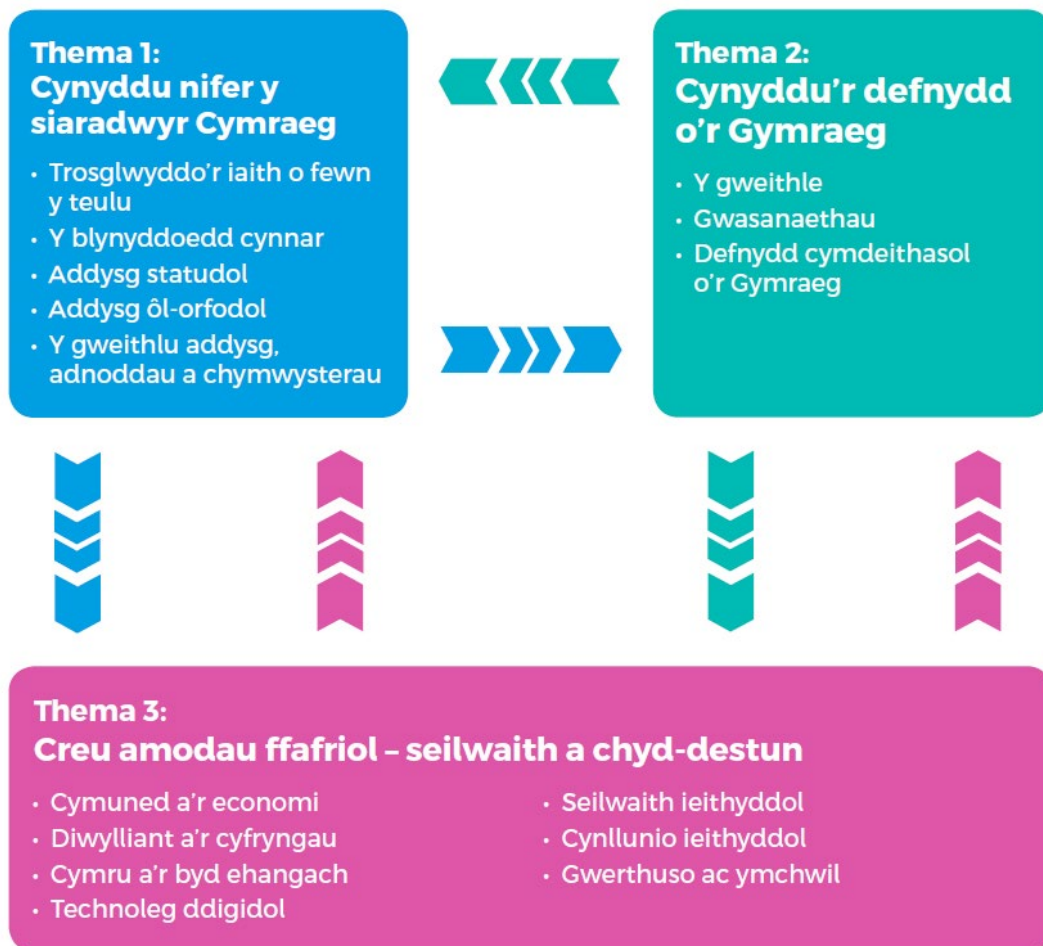 Thema 1:
Cynyddu nifer y
siaradwyr Cymraeg
• Trosglwyddo'r iaith o fewn
y teulu
• Y blynyddoedd cynnar
• Addysg statudol
• Addysg ôl-orfodol
• Y gweithlu addysg,
adnoddau a chymwysterau
Thema 2:
Cynyddu'r defnydd
o'r Gymraeg
• Y gweithle
• Gwasanaethau
• Defnydd cymdeithasol
o'r Gymraeg
Thema 3:
Creu amodau ffafriol – seilwaith a chyd-destun
• Cymuned a'r economi
• Diwylliant a'r cyfryngau
• Cymru a'r byd ehangach
• Technoleg ddigidol
• Seilwaith ieithyddol
• Cynllunio ieithyddol
• Gwerthuso ac ymchwil